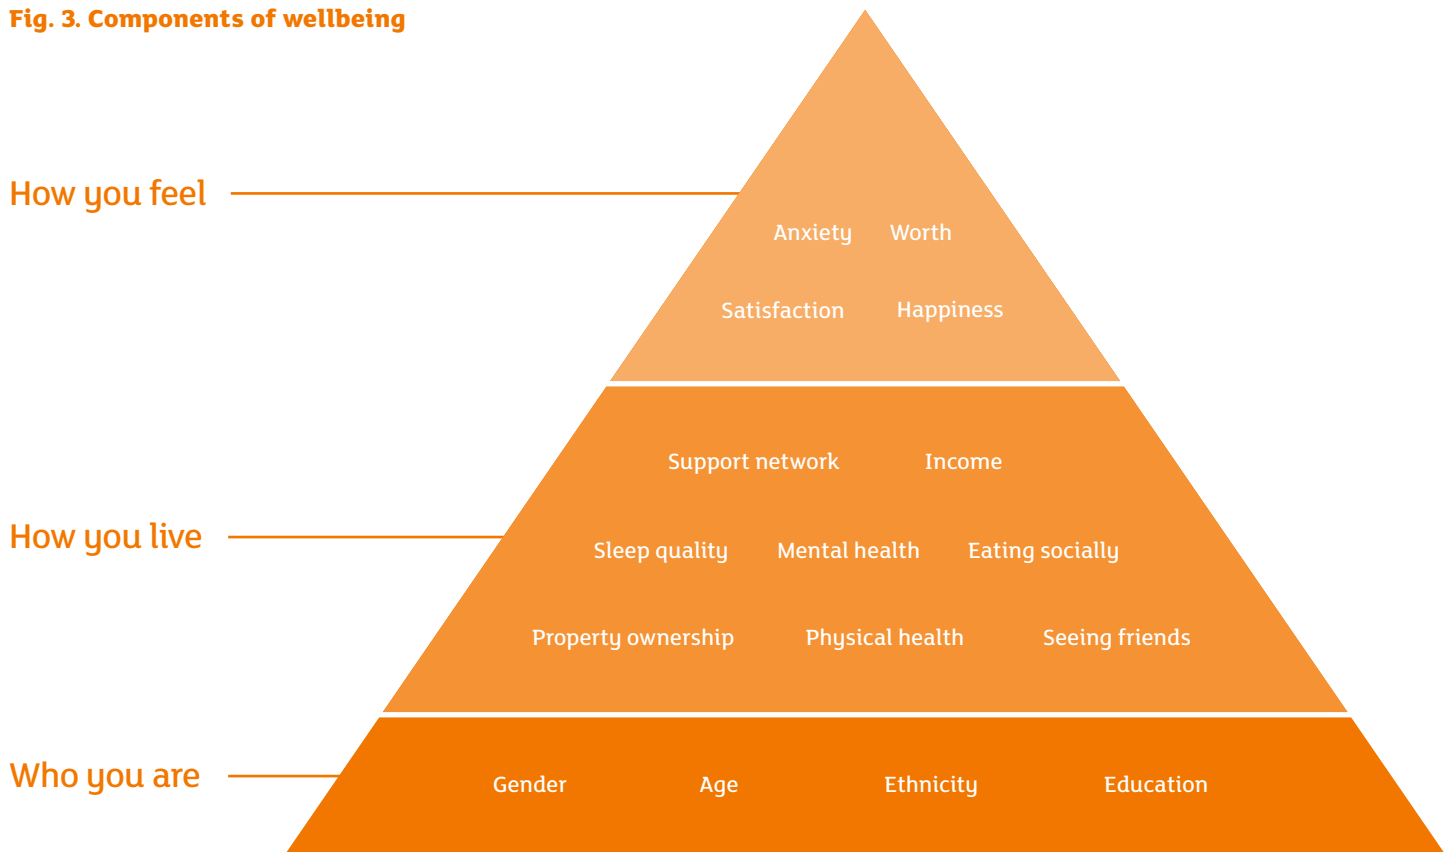 Fig. 3. Components of wellbeing
How you feel
Anxiety Worth
Satisfaction Happiness
How you live
Support network Income
Sleep quality Mental health Eating socially
Property ownership Physical health Seeing friends
Who you are
Gender Age Ethnicity Education